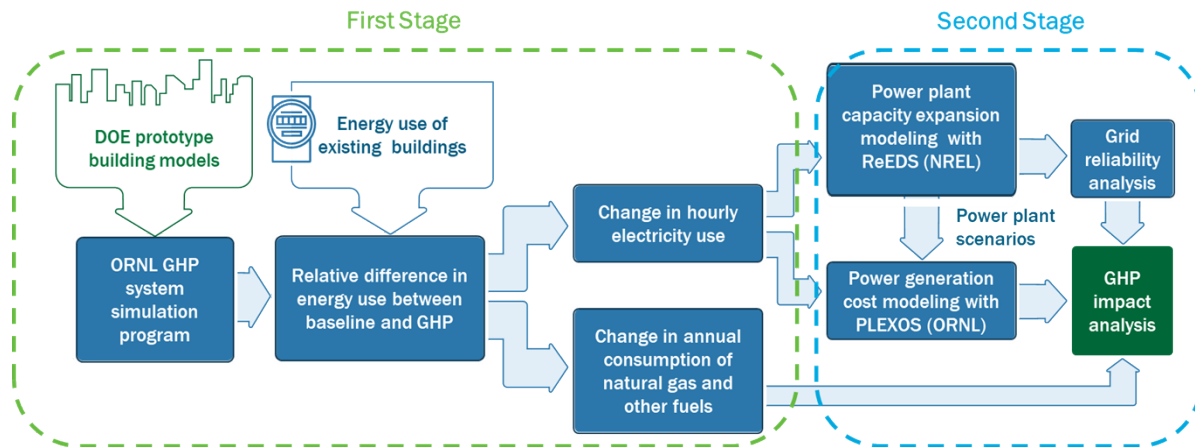 First Stage
Second Stage
DOE prototype
building models
Energy use of
existing buildings
ORNL GHP
system
simulation
program
Relative difference in
energy use between
baseline and GHP
Change in hourly
electricity use
Change in annual
consumption of
natural gas and
other fuels
Power plant
capacity expansion
modeling with
ReEDS (NREL)
Grid
reliability
analysis
Power plant
scenarios
Power generation
cost modeling with
PLEXOS (ORNL)
GHP
impact
analysis